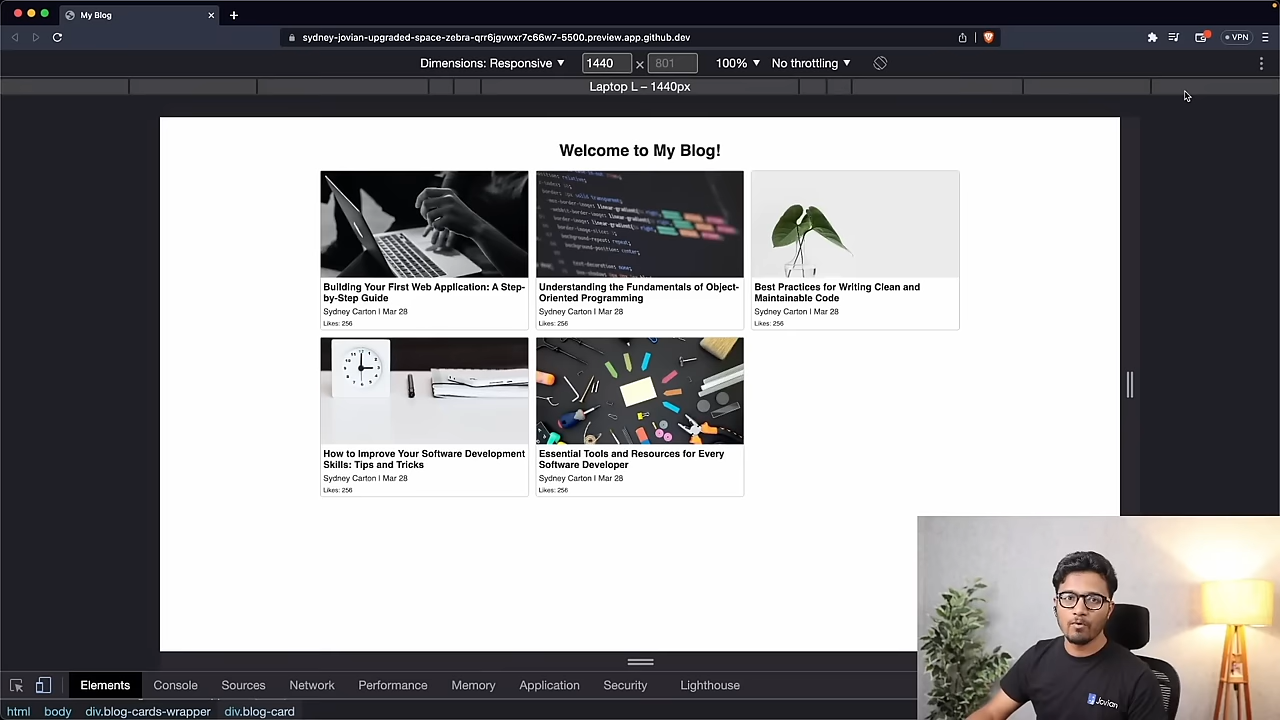 My Blog
sydney-jovian-upgraded-space-zebra-qrr6jgvwxr7c66w7-5500.preview.app.github.dev
VPN
Dimensions: Responsive
1440
×
801
100%
No throttling
Laptop L – 1440px
Welcome to My Blog!
Building Your First Web Application: A Step-
by-Step Guide
Sydney Carton | Mar 28
Likes: 256
Understanding the Fundamentals of Object-
Oriented Programming
Sydney Carton | Mar 28
Likes: 256
Best Practices for Writing Clean and
Maintainable Code
Sydney Carton | Mar 28
Likes: 256
How to Improve Your Software Development
Skills: Tips and Tricks
Sydney Carton | Mar 28
Likes: 256
Essential Tools and Resources for Every
Software Developer
Sydney Carton | Mar 28
Likes: 256
Jovian
Elements
Console
Sources
Network
Performance
Memory
Application
Security
Lighthouse
html
body
div.blog-cards-wrapper
div.blog-card